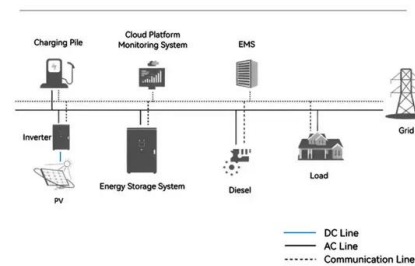 Cloud Platform
Monitoring System
Charging Pile
EMS
Grid
Inverter
PV
Energy Storage System
Diesel
Load
DC Line
AC Line
Communication Line